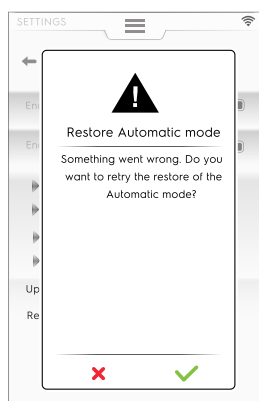 SETTINGS
Restore Automatic mode
Something went wrong. Do you
want to retry the restore of the
Automatic mode?
Up
Re